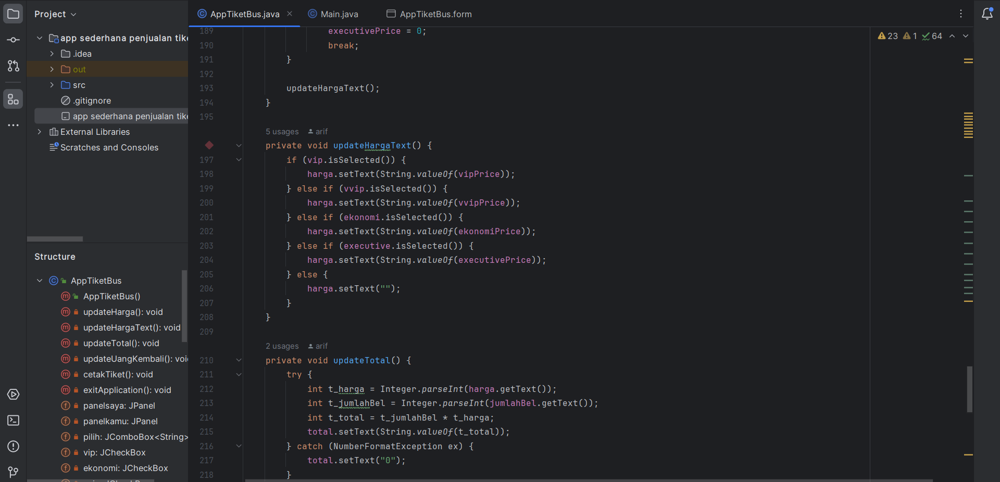 Project
AppTiketBus.java
Main.java
AppTiketBus.form
app sederhana penjualan tike
.idea
out
src
.gitignore
app sederhana penjualan tike
External Libraries
Scratches and Consoles
Structure
AppTiketBus
AppTiketBus()
updateHarga(): void
updateHargaText(): void
updateTotal(): void
updateUangKembali(): voi
cetakTiket(): void
exitApplication(): void
panelsaya: JPanel
panelkamu: JPanel
pilih: JComboBox<String>
vip: JCheckBox
ekonomi: JCheckBox
23 1 64
189 executivePrice = 0;
190 break;
191 }
192
193 updateHargaText();
194 }
195
5 usages arif
private void updateHargaText() {
197 if (vip.isSelected()) {
198 harga.setText(String.valueOf(vipPrice));
199 } else if (vvip.isSelected()) {
200 harga.setText(String.valueOf(vvipPrice));
201 } else if (ekonomi.isSelected()) {
202 harga.setText(String.valueOf(ekonomiPrice));
203 } else if (executive.isSelected()) {
204 harga.setText(String.valueOf(executivePrice));
205 } else {
206 harga.setText("");
207 }
208 }
209
2 usages arif
210 private void updateTotal() {
211 try {
212 int t_harga = Integer.parseInt(harga.getText());
213 int t_jumlahBel = Integer.parseInt(jumlahBel.getText());
214 int t_total = t_jumlahBel * t_harga;
215 total.setText(String.valueOf(t_total));
216 } catch (NumberFormatException ex) {
217 total.setText("0");
218 }